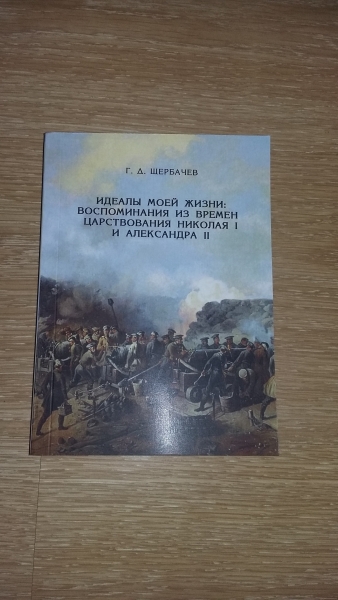 Г. Д. ЩЕРБАЧЕВ
ИДЕАЛЫ МОЕЙ ЖИЗНИ:
ВОСПОМИНАНИЯ ИЗ ВРЕМЕН
ЦАРСТВОВАНИЯ НИКОЛАЯ I
И АЛЕКСАНДРА II